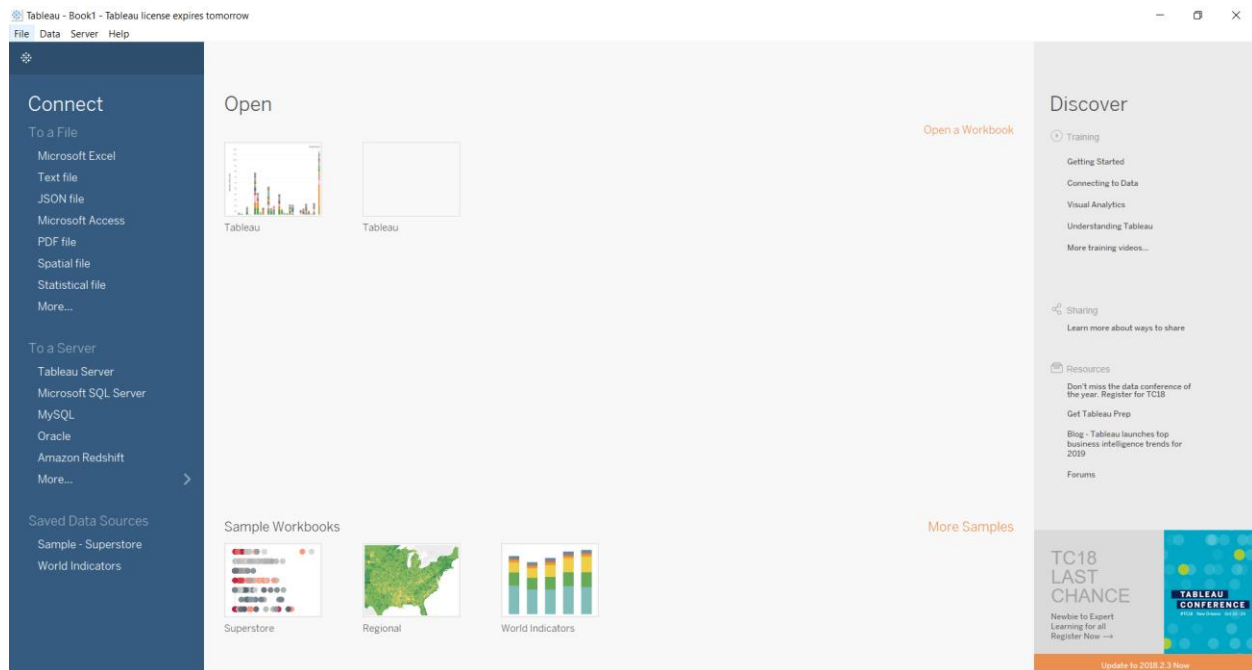 Tableau - Book1 - Tableau license expires tomorrow
File Data Server Help
Connect
To a File
Microsoft Excel
Text file
JSON file
Microsoft Access
PDF file
Spatial file
Statistical file
More...
To a Server
Tableau Server
Microsoft SQL Server
MySQL
Oracle
Amazon Redshift
More...
Saved Data Sources
Sample - Superstore
World Indicators
Open
Open a Workbook
Tableau
Tableau
Sample Workbooks
More Samples
Superstore
Regional
World Indicators
Discover
Training
Getting Started
Connecting to Data
Visual Analytics
Understanding Tableau
More training videos...
Sharing
Learn more about ways to share
Resources
Don't miss the data conference of
the year. Register for TC18
Get Tableau Prep
Blog - Tableau launches top
business intelligence trends for
2019
Forums
TC18
LAST
CHANCE
Newbie to Expert
Learning for all
Register Now →
TABLEAU
CONFERENCE
Update to 2018.2.3 Now